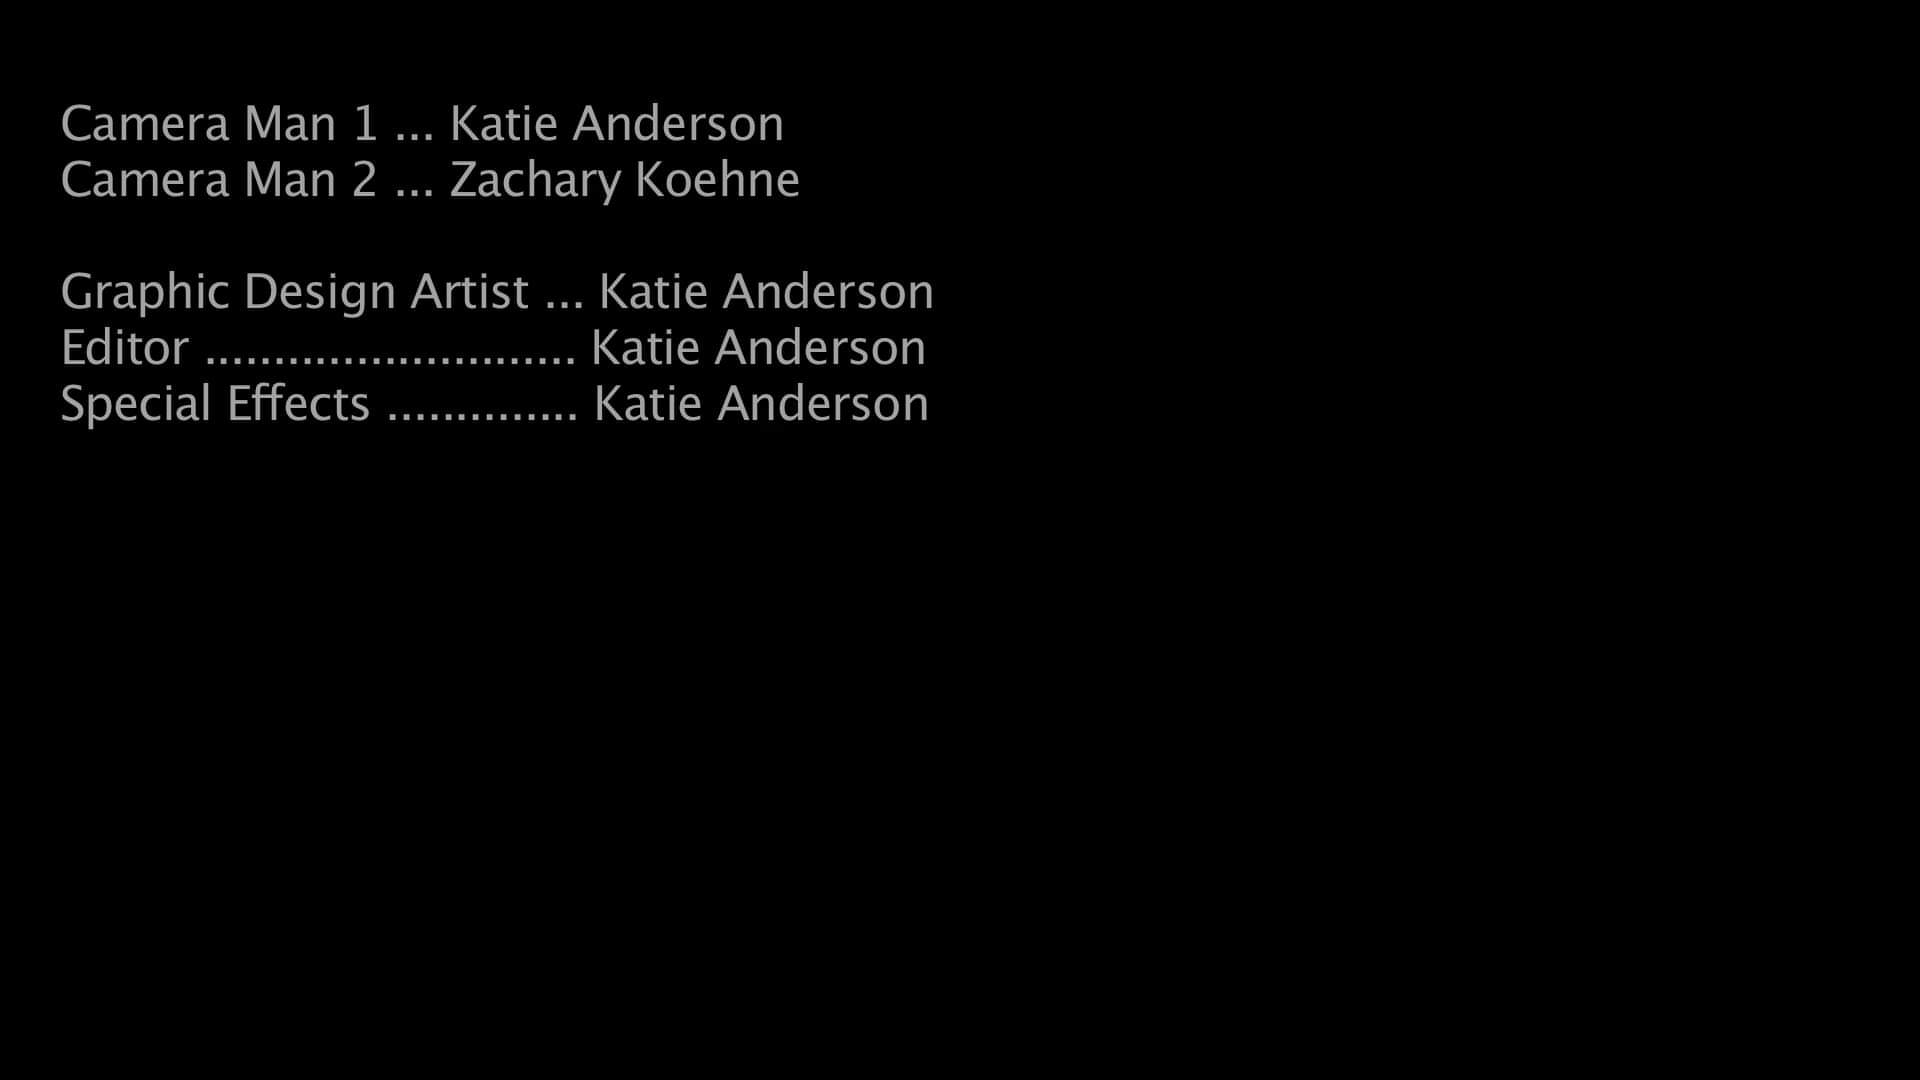 Camera Man 1 ... Katie Anderson
Camera Man 2 ... Zachary Koehne
Graphic Design Artist ... Katie Anderson
Editor ........................... Katie Anderson
Special Effects .............. Katie Anderson